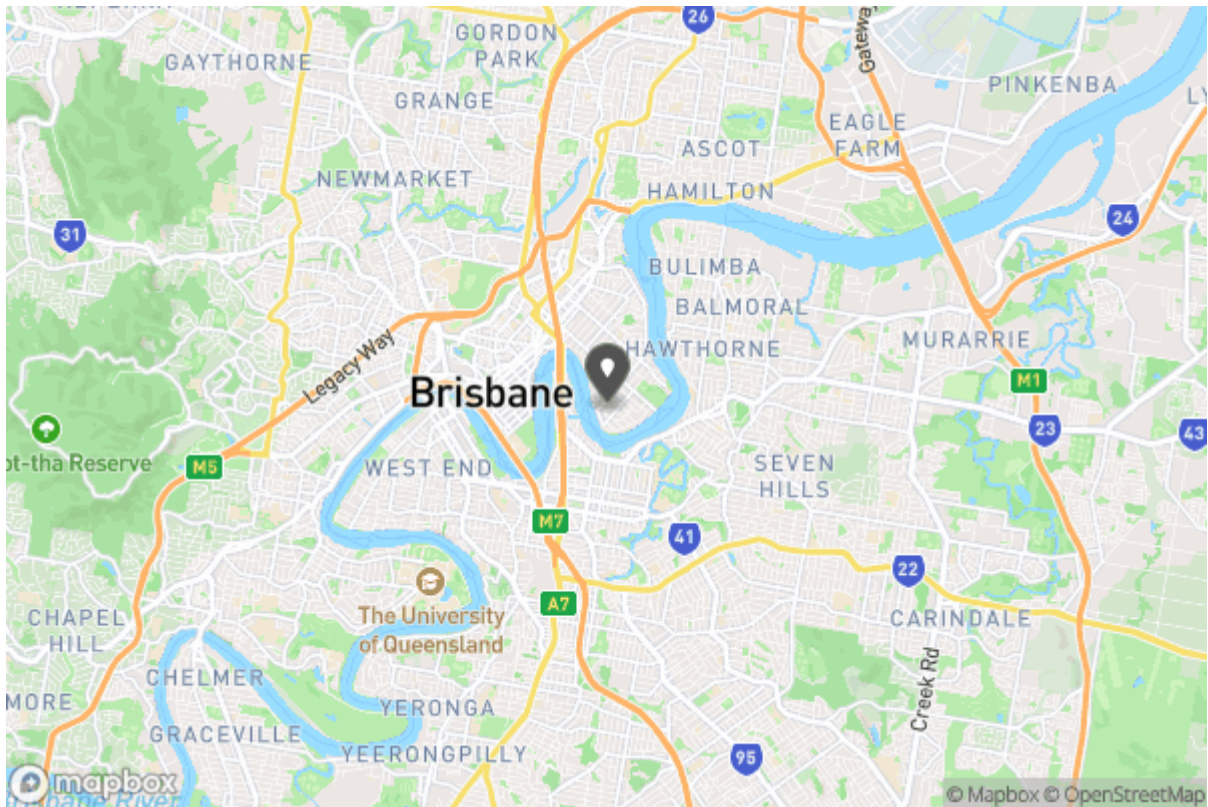 GORDON
PARK
26
Gateway
GAYTHORNE
PINKENBA
GRANGE
EAGLE
FARM
ASCOT
NEWMARKET
HAMILTON
31
24
BULIMBA
BALMORAL
Legacy Way
HAWTHORNE
MURARRIE
Brisbane
M1
23
43
ot-tha Reserve
M5
WEST END
SEVEN
HILLS
M7
41
22
The University
of Queensland
A7
CHAPEL
HILL
CARINDALE
CHELMER
Creek Rd
MORE
YERONGA
GRACEVILLE
YEERONGPILLY
95
mapbox
© Mapbox © OpenStreetMap